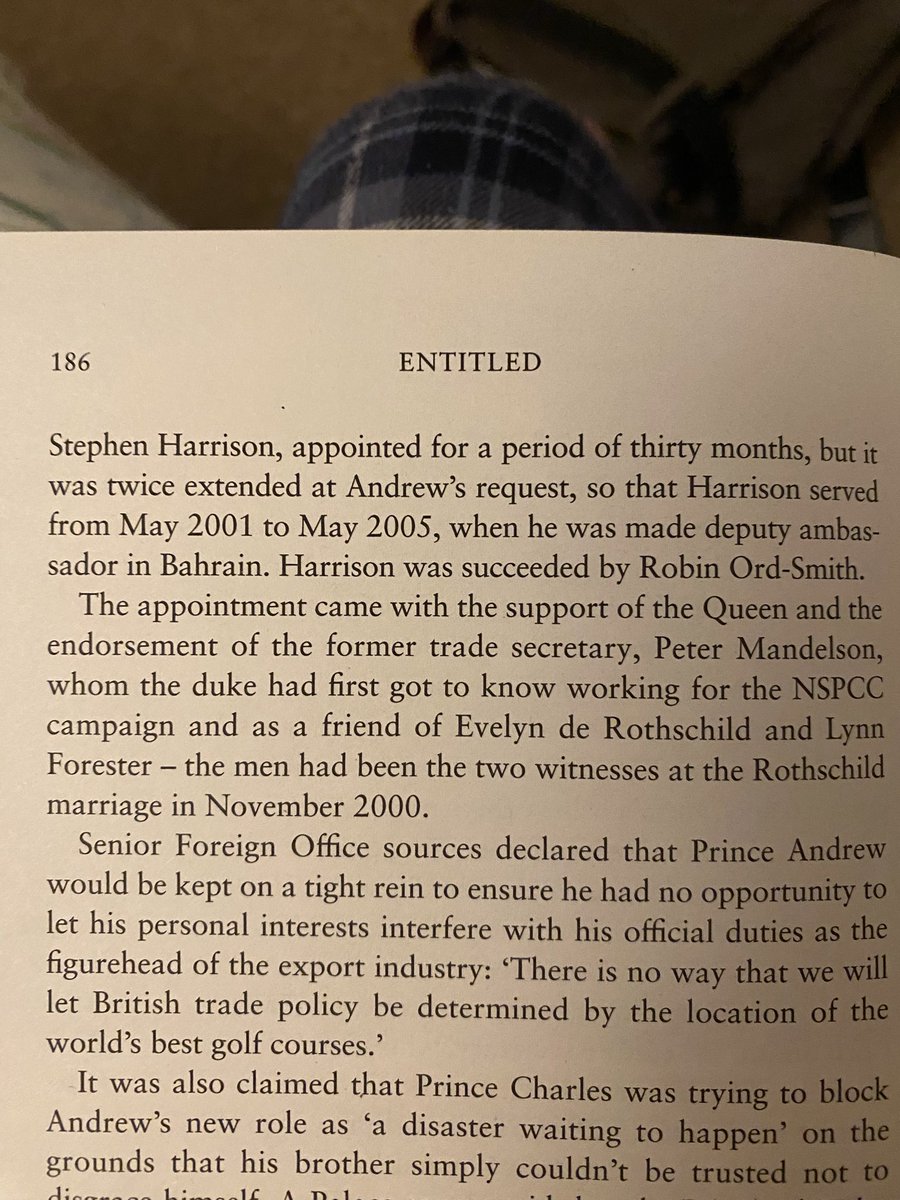 186
ENTITLED
Stephen Harrison, appointed for a period of thirty months, but it
was twice extended at Andrew’s request, so that Harrison served
from May 2001 to May 2005, when he was made deputy ambas-
sador in Bahrain. Harrison was succeeded by Robin Ord-Smith.
The appointment came with the support of the Queen and the
endorsement of the former trade secretary, Peter Mandelson,
whom the duke had first got to know working for the NSPCC
campaign and as a friend of Evelyn de Rothschild and Lynn
Forester – the men had been the two witnesses at the Rothschild
marriage in November 2000.
Senior Foreign Office sources declared that Prince Andrew
would be kept on a tight rein to ensure he had no opportunity to
let his personal interests interfere with his official duties as the
figurehead of the export industry: ‘There is no way that we will
let British trade policy be determined by the location of the
world’s best golf courses.’
It was also claimed that Prince Charles was trying to block
Andrew’s new role as ‘a disaster waiting to happen’ on the
grounds that his brother simply couldn’t be trusted not to
disgrace himself. A